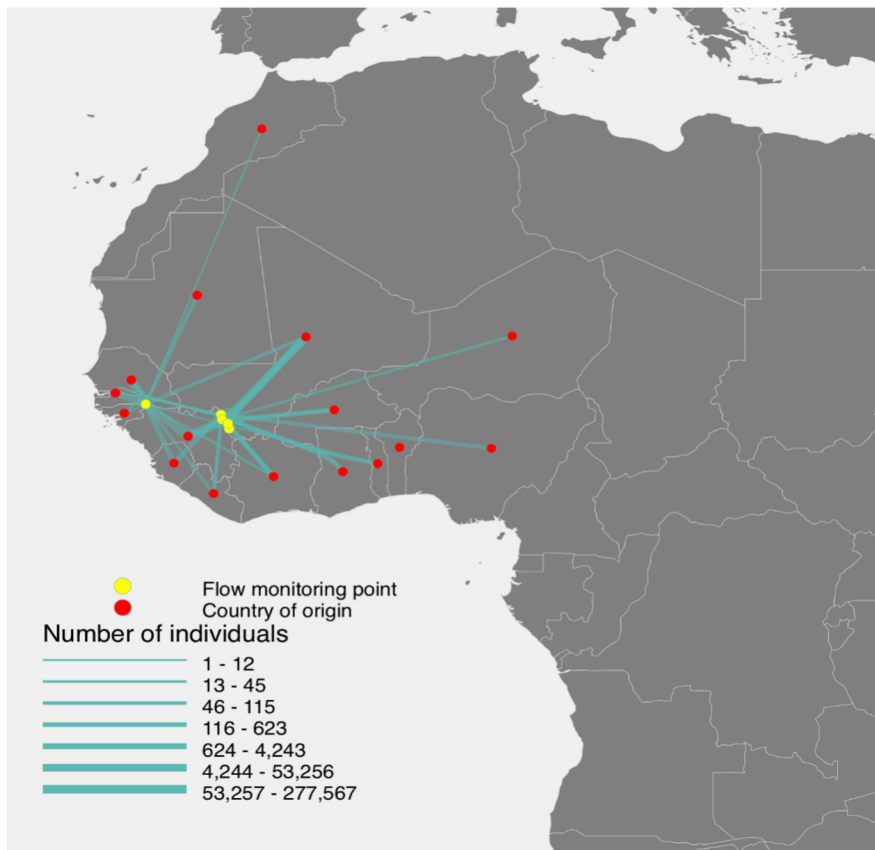 Flow monitoring point
Country of origin
Number of individuals
1 - 12
13 - 45
46 - 115
116 - 623
624 - 4,243
4,244 - 53,256
53,257 - 277,567